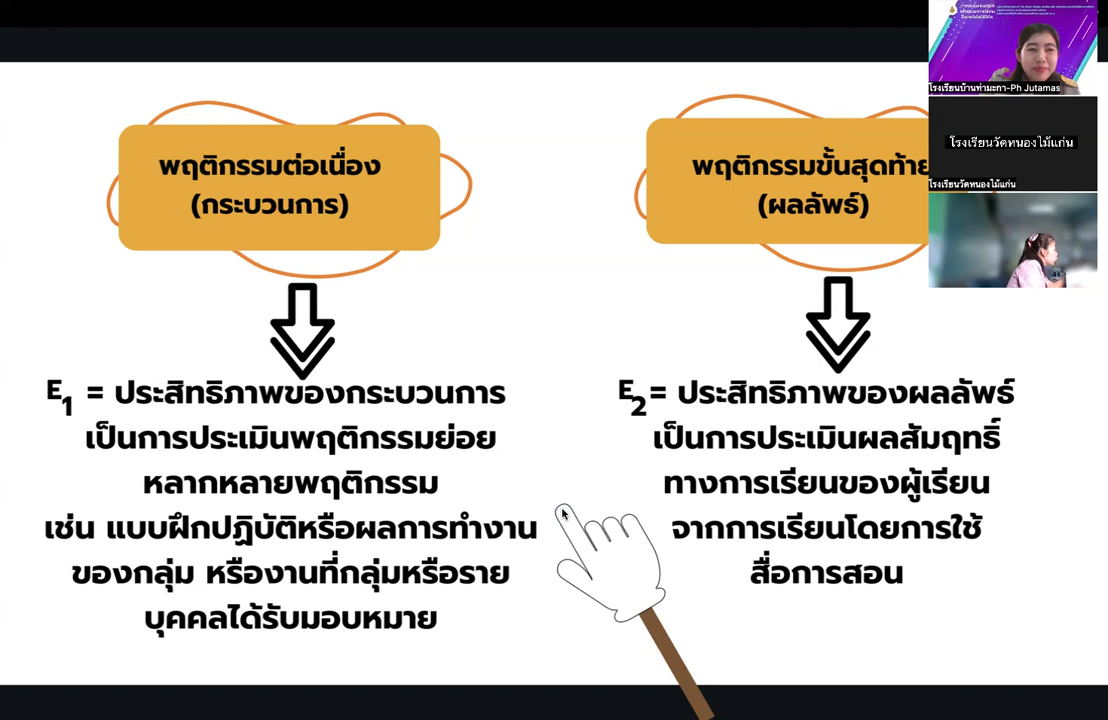 พฤติกรรมต่อเนื่อง
(กระบวนการ)
E1 = ประสิทธิภาพของกระบวนการ
เป็นการประเมินพฤติกรรมย่อย
หลากหลายพฤติกรรม
เช่น แบบฝึกปฏิบัติหรือผลการทำงาน
ของกลุ่ม หรืองานที่กลุ่มหรือราย
บุคคลได้รับมอบหมาย
พฤติกรรมขั้นสุดท้าย
(ผลลัพธ์)
E2= ประสิทธิภาพของผลลัพธ์
เป็นการประเมินผลสัมฤทธิ์
ทางการเรียนของผู้เรียน
จากการเรียนโดยการใช้
สื่อการสอน
โรงเรียนบ้านท่ามะกา-Ph Jutamas
โรงเรียนวัดหนองไม้แก่น
โรงเรียนวัดหนองไม้แก่น